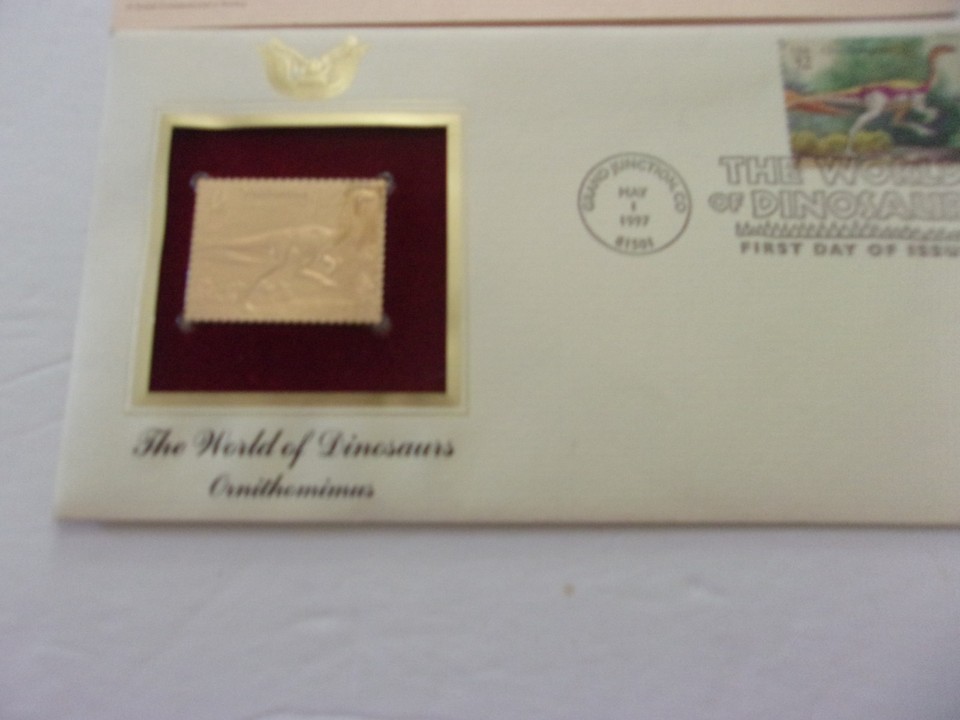 GRAND JUNCTION, CO
MAY
1
1997
81501
THE WORLD
OF DINOSAURS
FIRST DAY OF ISSU
The World of Dinosaurs
Ornithomimus